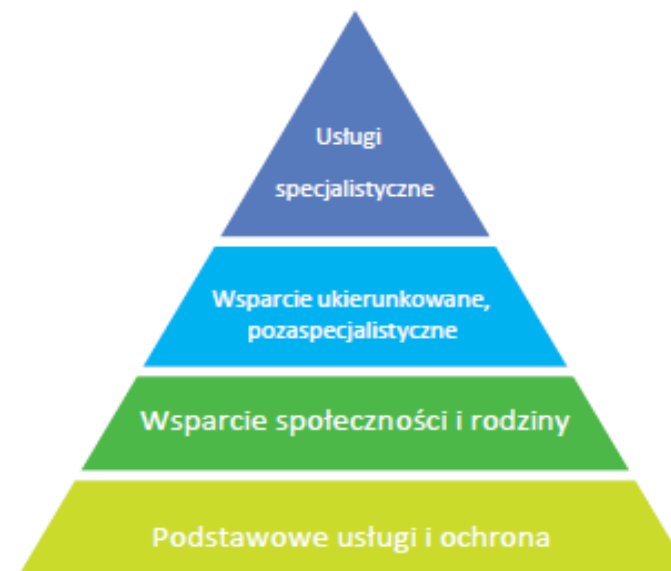 Usługi
specjalistyczne
Wsparcie ukierunkowane,
pozaspecjalistyczne
Wsparcie społeczności i rodziny
Podstawowe usługi i ochrona